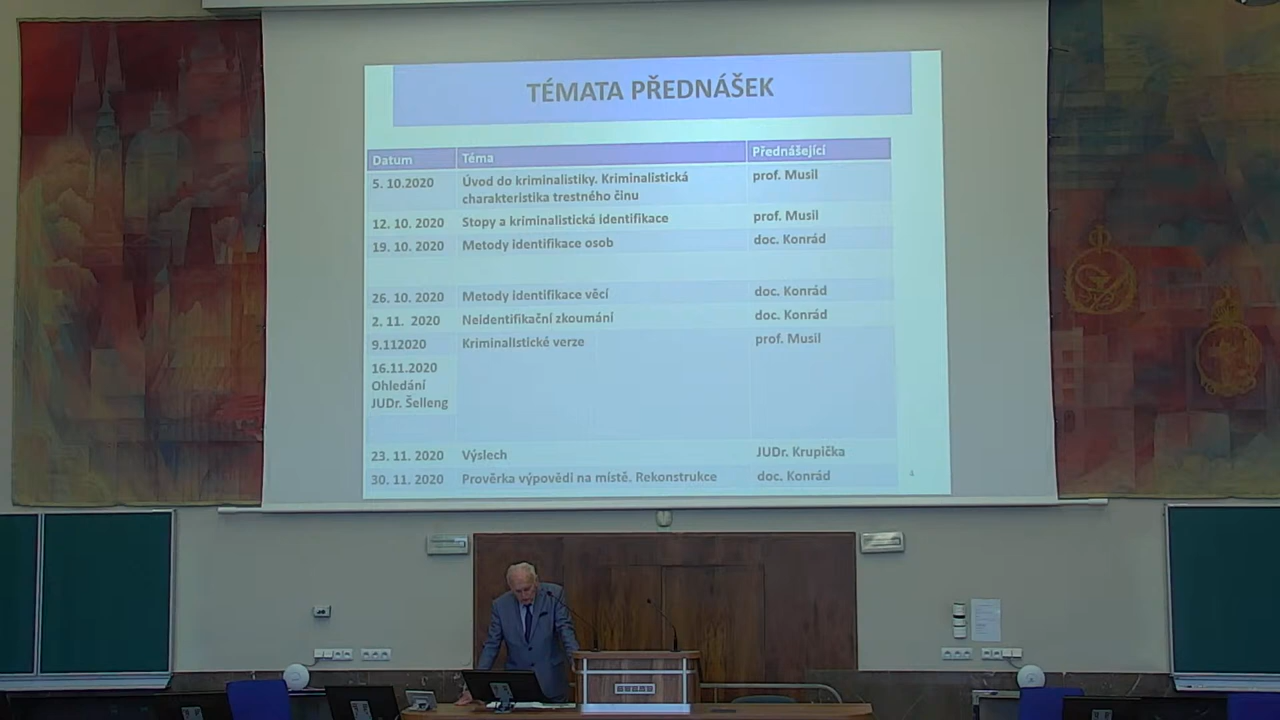 TÉMATA PŘEDNÁŠEK
Datum Téma Přednášející
5. 10.2020 Úvod do kriminalistiky. Kriminalistická prof. Musil
charakteristika trestného činu
12. 10. 2020 Stopy a kriminalistická identifikace prof. Musil
19. 10. 2020 Metody identifikace osob doc. Konrád
26. 10. 2020 Metody identifikace věcí doc. Konrád
2. 11. 2020 Neidentifikační zkoumání doc. Konrád
9.112020 Kriminalistické verze prof. Musil
16.11.2020
Ohledání
JUDr. Šelleng
23. 11. 2020 Výslech JUDr. Krupička
30. 11. 2020 Prověrka výpovědi na místě. Rekonstrukce doc. Konrád